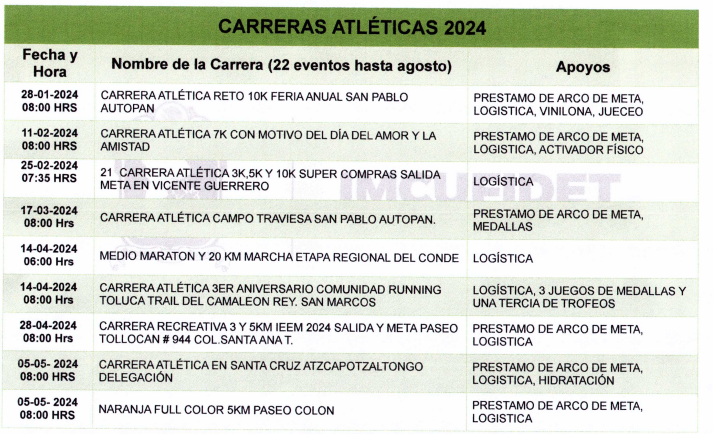 CARRERAS ATLÉTICAS 2024
Fecha y
Hora
Nombre de la Carrera (22 eventos hasta agosto)
Apoyos
28-01-2024
08:00 HRS
CARRERA ATLÉTICA RETO 10K FERIA ANUAL SAN PABLO
AUTOPAN
PRESTAMO DE ARCO DE META,
LOGISTICA, VINILONA, JUECEO
11-02-2024
08:00 HRS
CARRERA ATLÉTICA 7K CON MOTIVO DEL DÍA DEL AMOR Y LA
AMISTAD
PRESTAMO DE ARCO DE META,
LOGISTICA, ACTIVADOR FÍSICO
25-02-2024
07:35 HRS
21 CARRERA ATLÉTICA 3K,5K Y 10K SUPER COMPRAS SALIDA
META EN VICENTE GUERRERO
LOGÍSTICA
IMCUFIDET
17-03-2024
08:00 Hrs
CARRERA ATLÉTICA CAMPO TRAVIESA SAN PABLO AUTOPAN.
PRESTAMO DE ARCO DE META,
MEDALLAS
14-04-2024
06:00 Hrs
MEDIO MARATON Y 20 KM MARCHA ETAPA REGIONAL DEL CONDE
LOGÍSTICA
14-04-2024
08:00 Hrs
CARRERA ATLÉTICA 3ER ANIVERSARIO COMUNIDAD RUNNING
TOLUCA TRAIL DEL CAMALEON REY. SAN MARCOS
LOGÍSTICA, 3 JUEGOS DE MEDALLAS Y
UNA TERCIA DE TROFEOS
28-04-2024
08:00 Hrs
CARRERA RECREATIVA 3 Y 5KM IEEM 2024 SALIDA Y META PASEO
TOLLOCAN # 944 COL.SANTA ANA T.
PRESTAMO DE ARCO DE META,
LOGISTICA
05-05- 2024
08:00 HRS
CARRERA ATLÉTICA EN SANTA CRUZ ATZCAPOTZALTONGO
DELEGACIÓN
PRESTAMO DE ARCO DE META,
LOGISTICA, HIDRATACIÓN
05-05- 2024
08:00 HRS
NARANJA FULL COLOR 5KM PASEO COLON
PRESTAMO DE ARCO DE META,
LOGISTICA